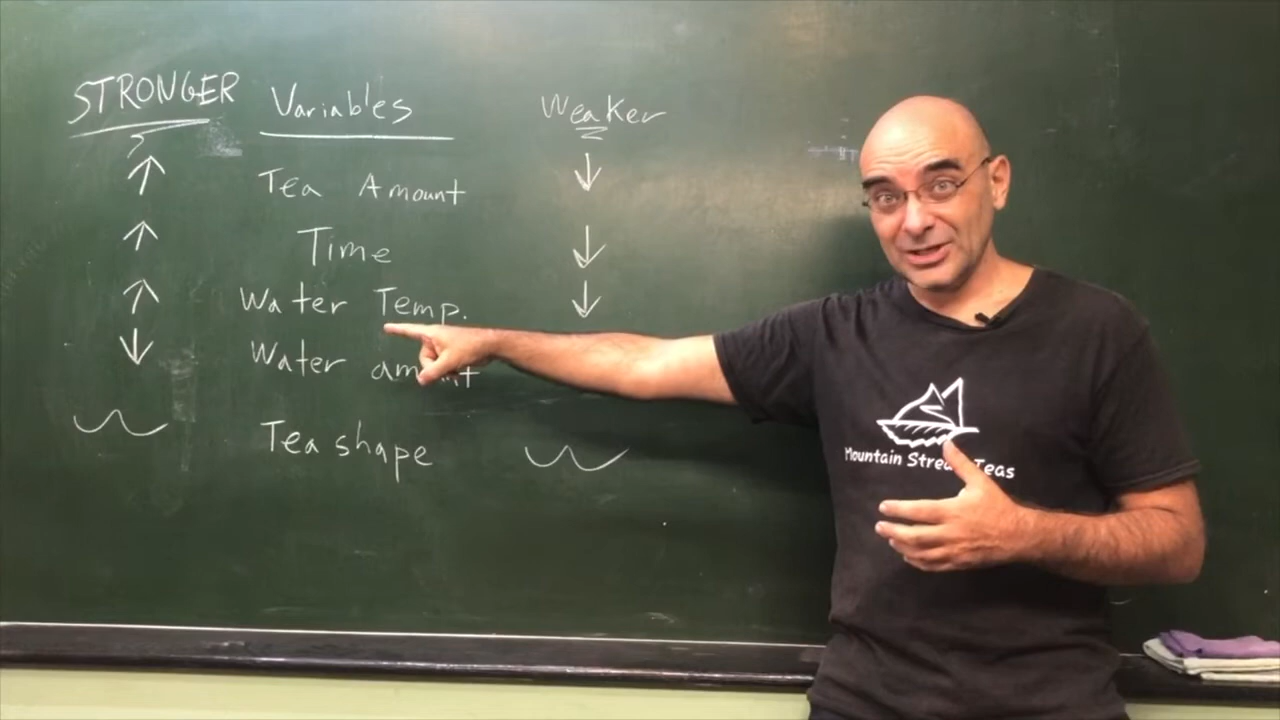 STRONGER Variables Weaker
↑ Tea Amount ↓
↑ Time ↓
↑ Water Temp. ↓
↓ Water
Tea shape
Mountain Teas